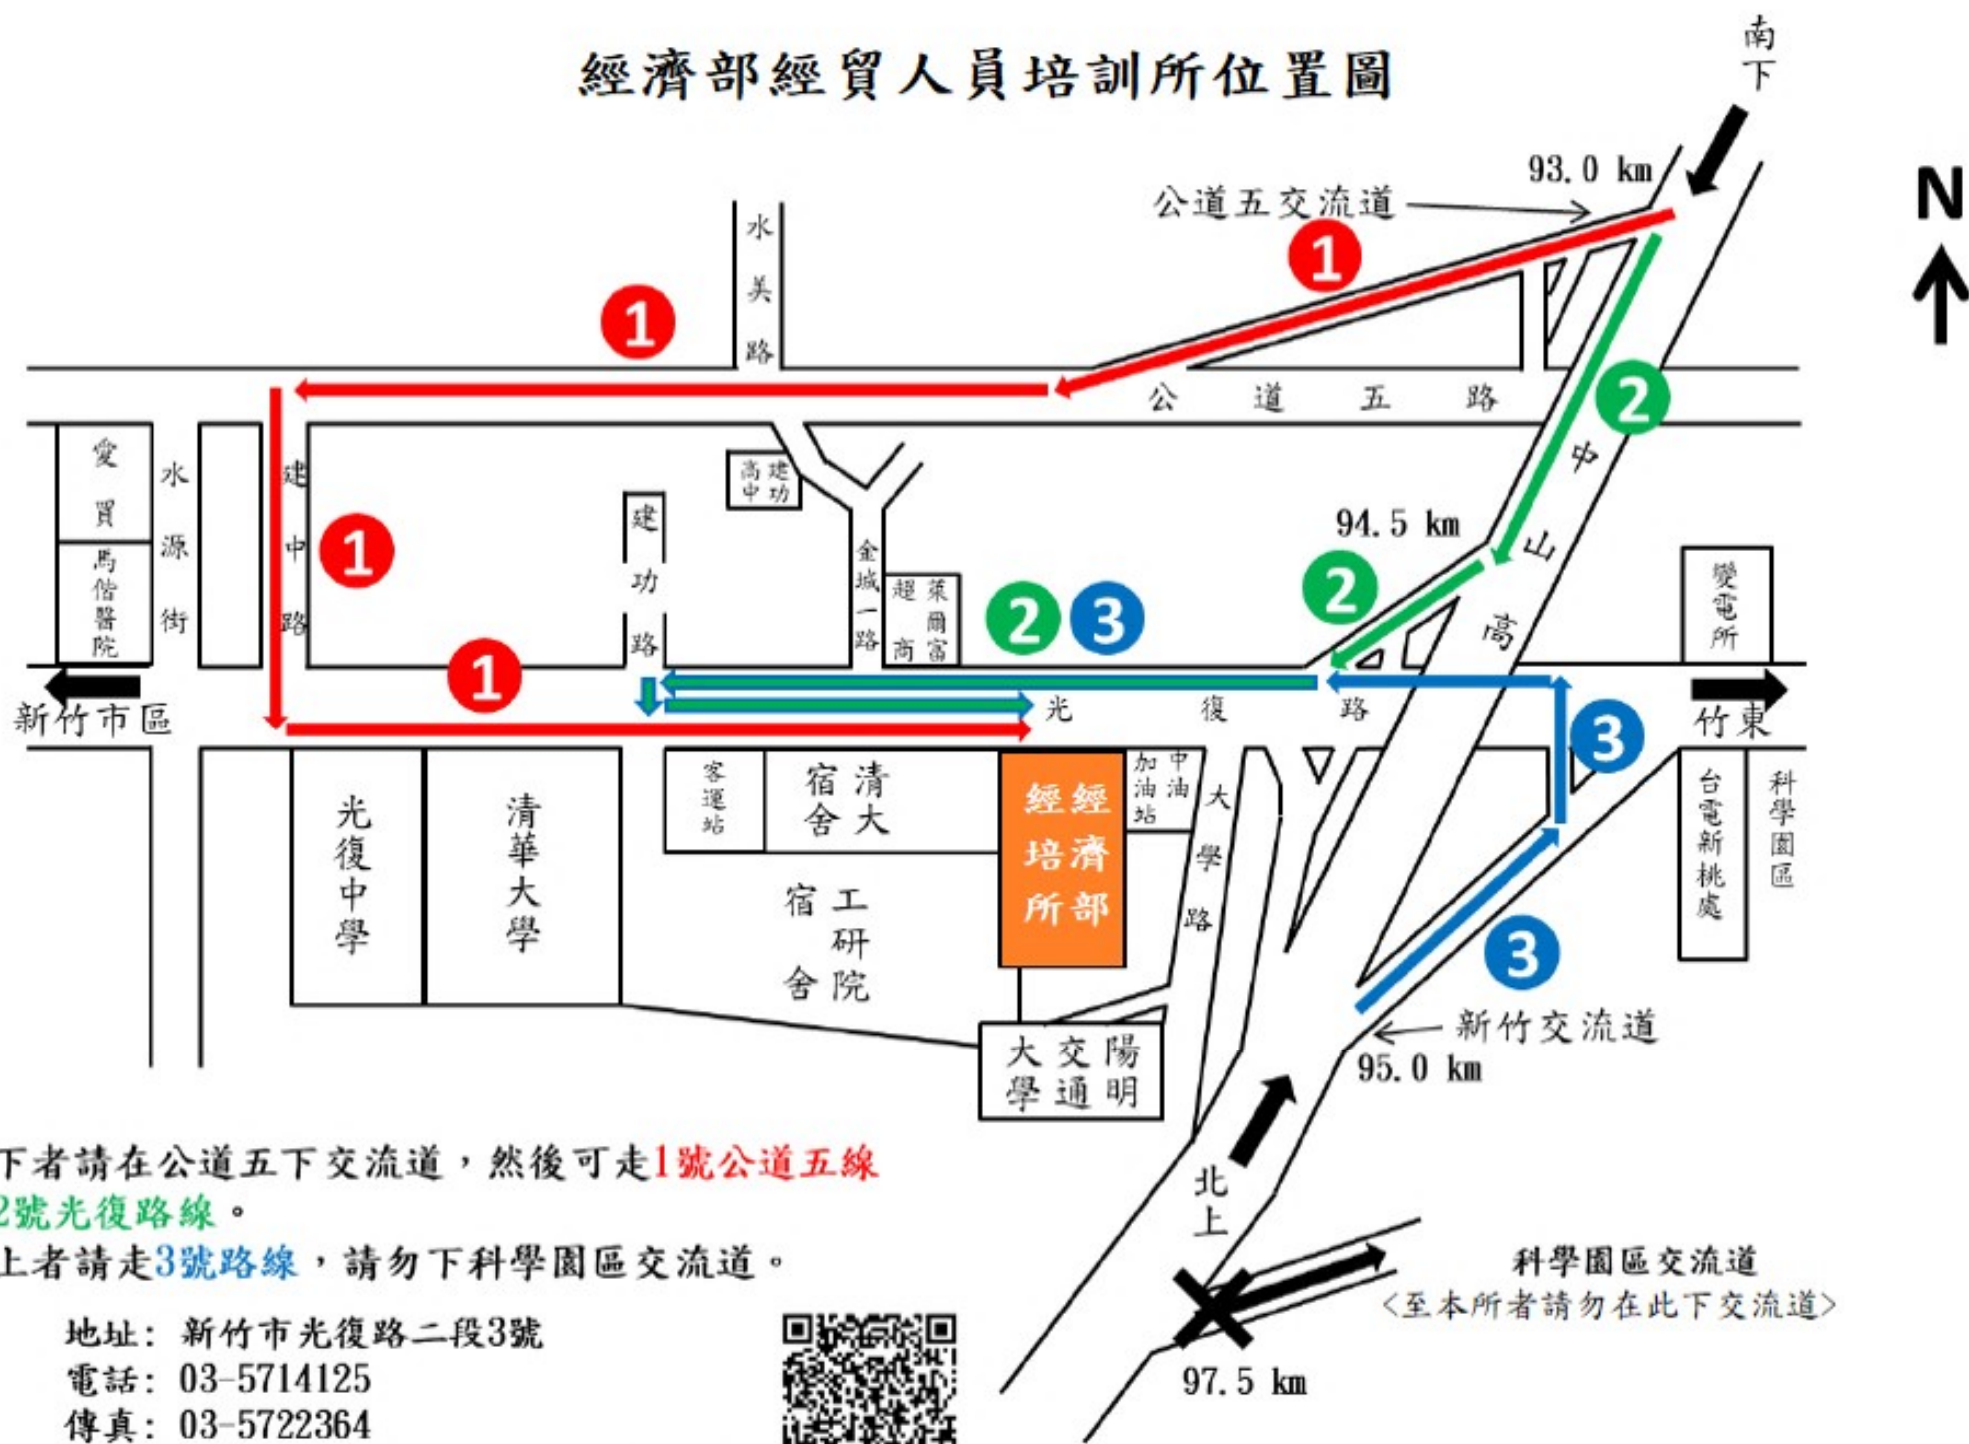 經濟部經貿人員培訓所位置圖
南下
N
93.0 km
公道五交流道
1
1
水美路
公道五路
2
中山高
愛買
水源街
建中路
1
建功高中
建功路
94.5 km
2
金城一路
萊爾富超商
2
3
變電所
馬偕醫院
1
新竹市區
光復路
竹東
3
光復中學
清華大學
客運站
清大宿舍
經濟部經培所
中油加油站
大學路
台電新桃處
科學園區
工研院宿舍
3
新竹交流道
95.0 km
陽明交通大學
北上
下者請在公道五下交流道,然後可走1號公道五線
2號光復路線。
上者請走3號路線,請勿下科學園區交流道。
科學園區交流道
<至本所者請勿在此下交流道>
97.5 km
地址: 新竹市光復路二段3號
電話: 03-5714125
傳真: 03-5722364